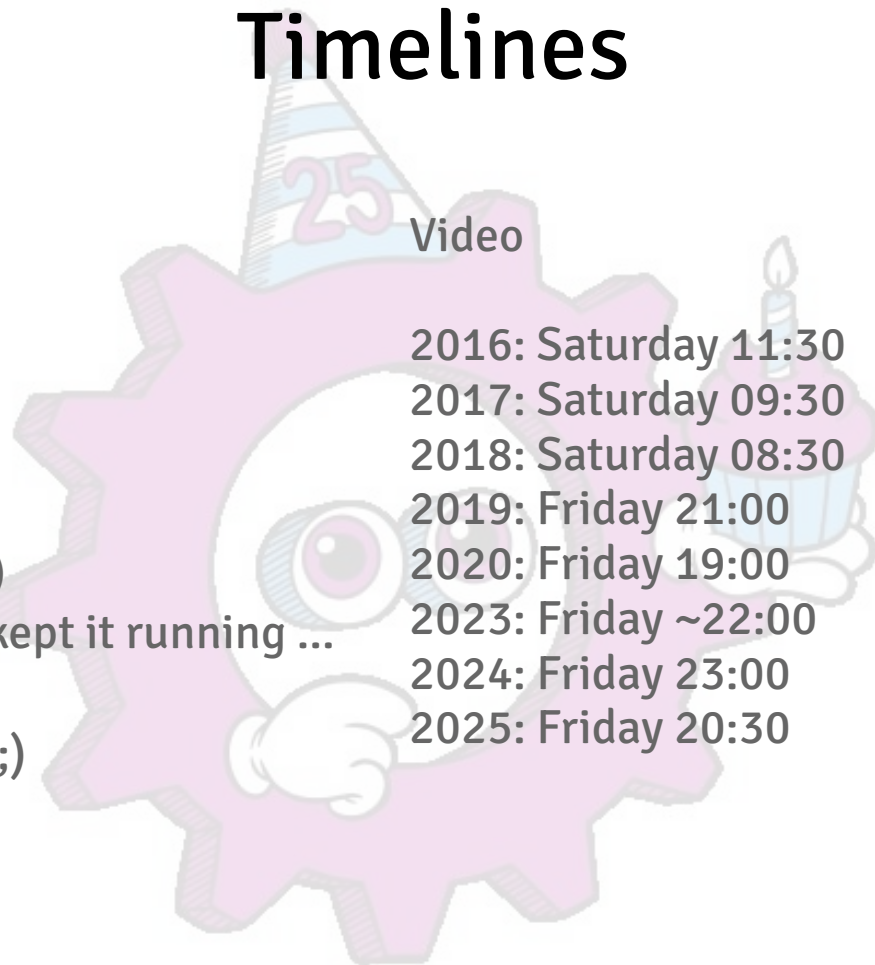 Timelines
25
)
kept it running ...
;)
Video
2016: Saturday 11:30
2017: Saturday 09:30
2018: Saturday 08:30
2019: Friday 21:00
2020: Friday 19:00
2023: Friday ~22:00
2024: Friday 23:00
2025: Friday 20:30